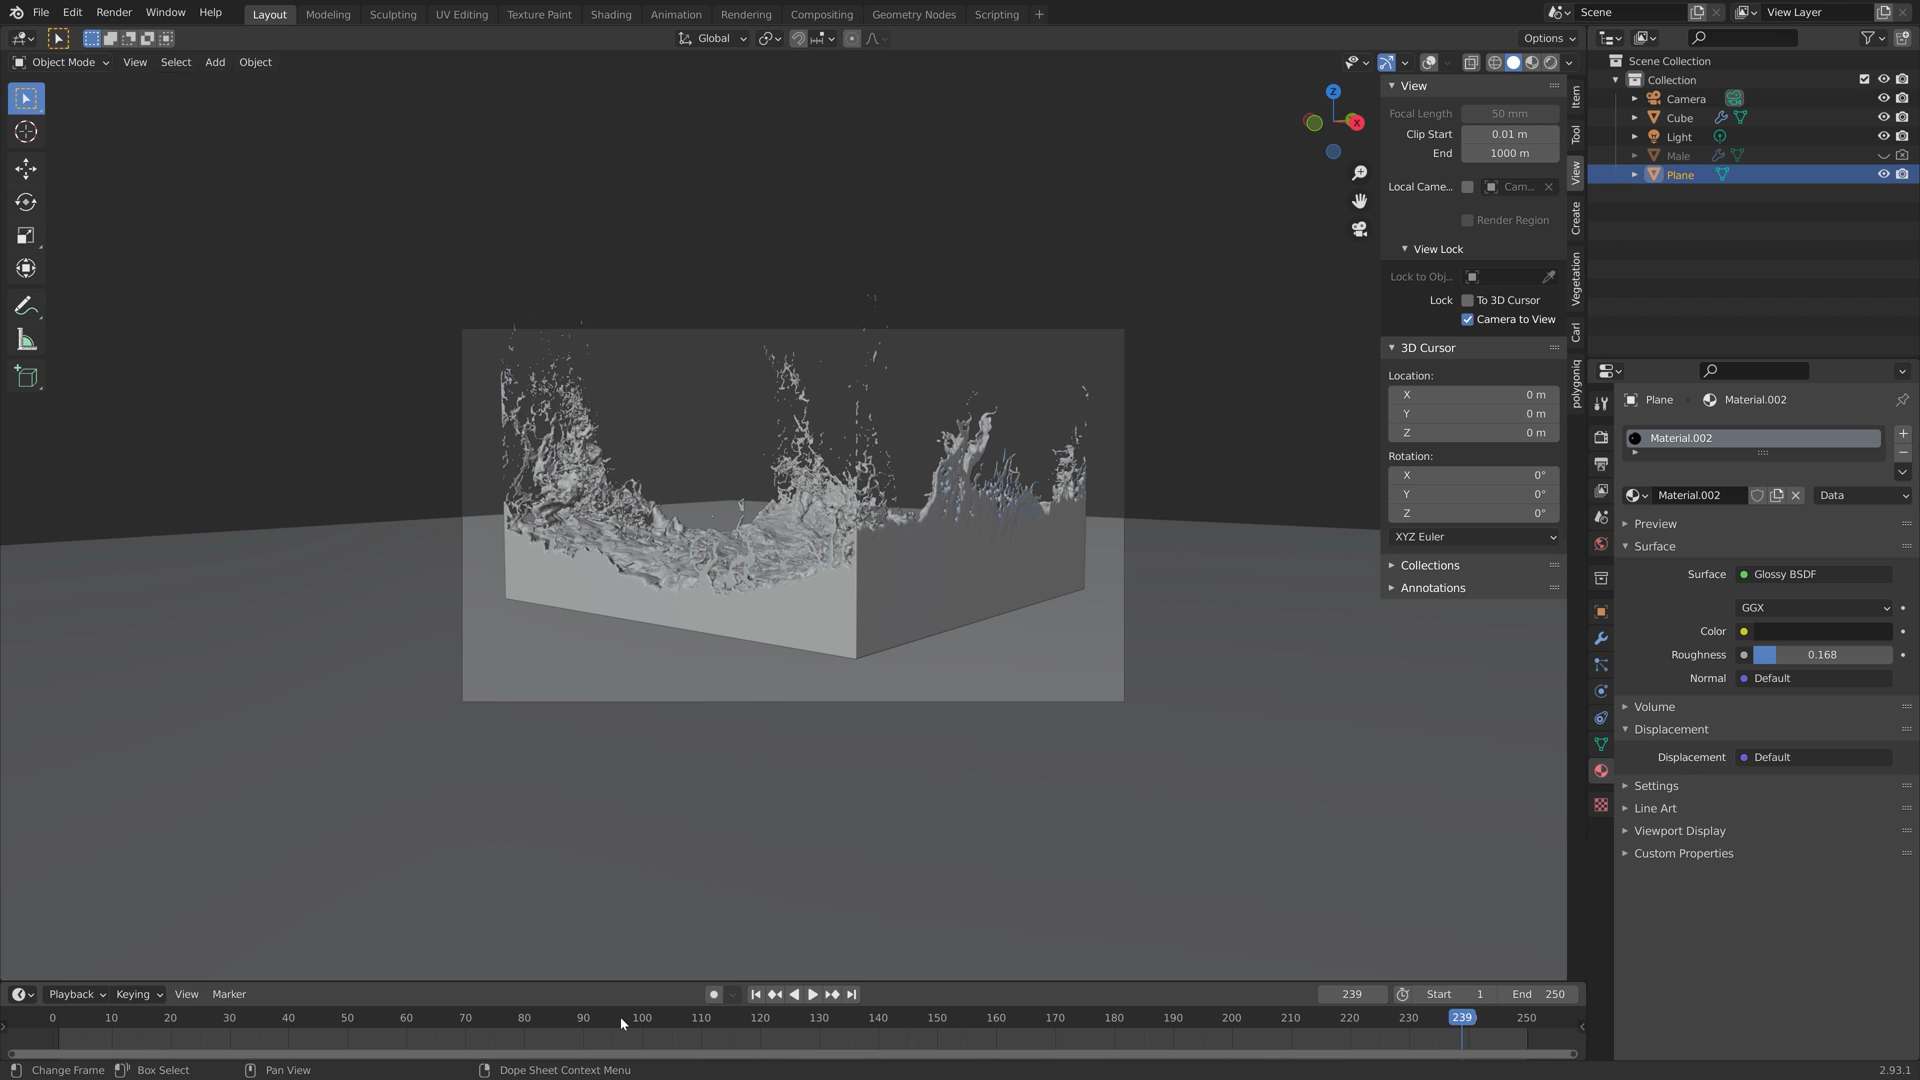 File Edit Render Window Help Layout Modeling Sculpting UV Editing Texture Paint Shading Animation Rendering Compositing Geometry Nodes Scripting + Scene View Layer
Global Options
Object Mode View Select Add Object
Scene Collection
Collection
Camera
Cube
Light
Male
Plane
Z
X
View
Focal Length 50 mm
Clip Start 0.01 m
End 1000 m
Local Came... Cam...
Render Region
View Lock
Lock to Obj...
Lock To 3D Cursor
Camera to View
3D Cursor
Location:
X 0 m
Y 0 m
Z 0 m
Rotation:
X 0°
Y 0°
Z 0°
XYZ Euler
Collections
Annotations
Item
Tool
View
Create
Vegetation
Carl
polygoniq
Plane Material.002
Material.002
Material.002 Data
Preview
Surface
Surface Glossy BSDF
GGX
Color
Roughness 0.168
Normal Default
Volume
Displacement
Displacement Default
Settings
Line Art
Viewport Display
Custom Properties
Playback Keying View Marker 239 Start 1 End 250
0 10 20 30 40 50 60 70 80 90 100 110 120 130 140 150 160 170 180 190 200 210 220 230 239 250
Change Frame Box Select Pan View Dope Sheet Context Menu 2.93.1